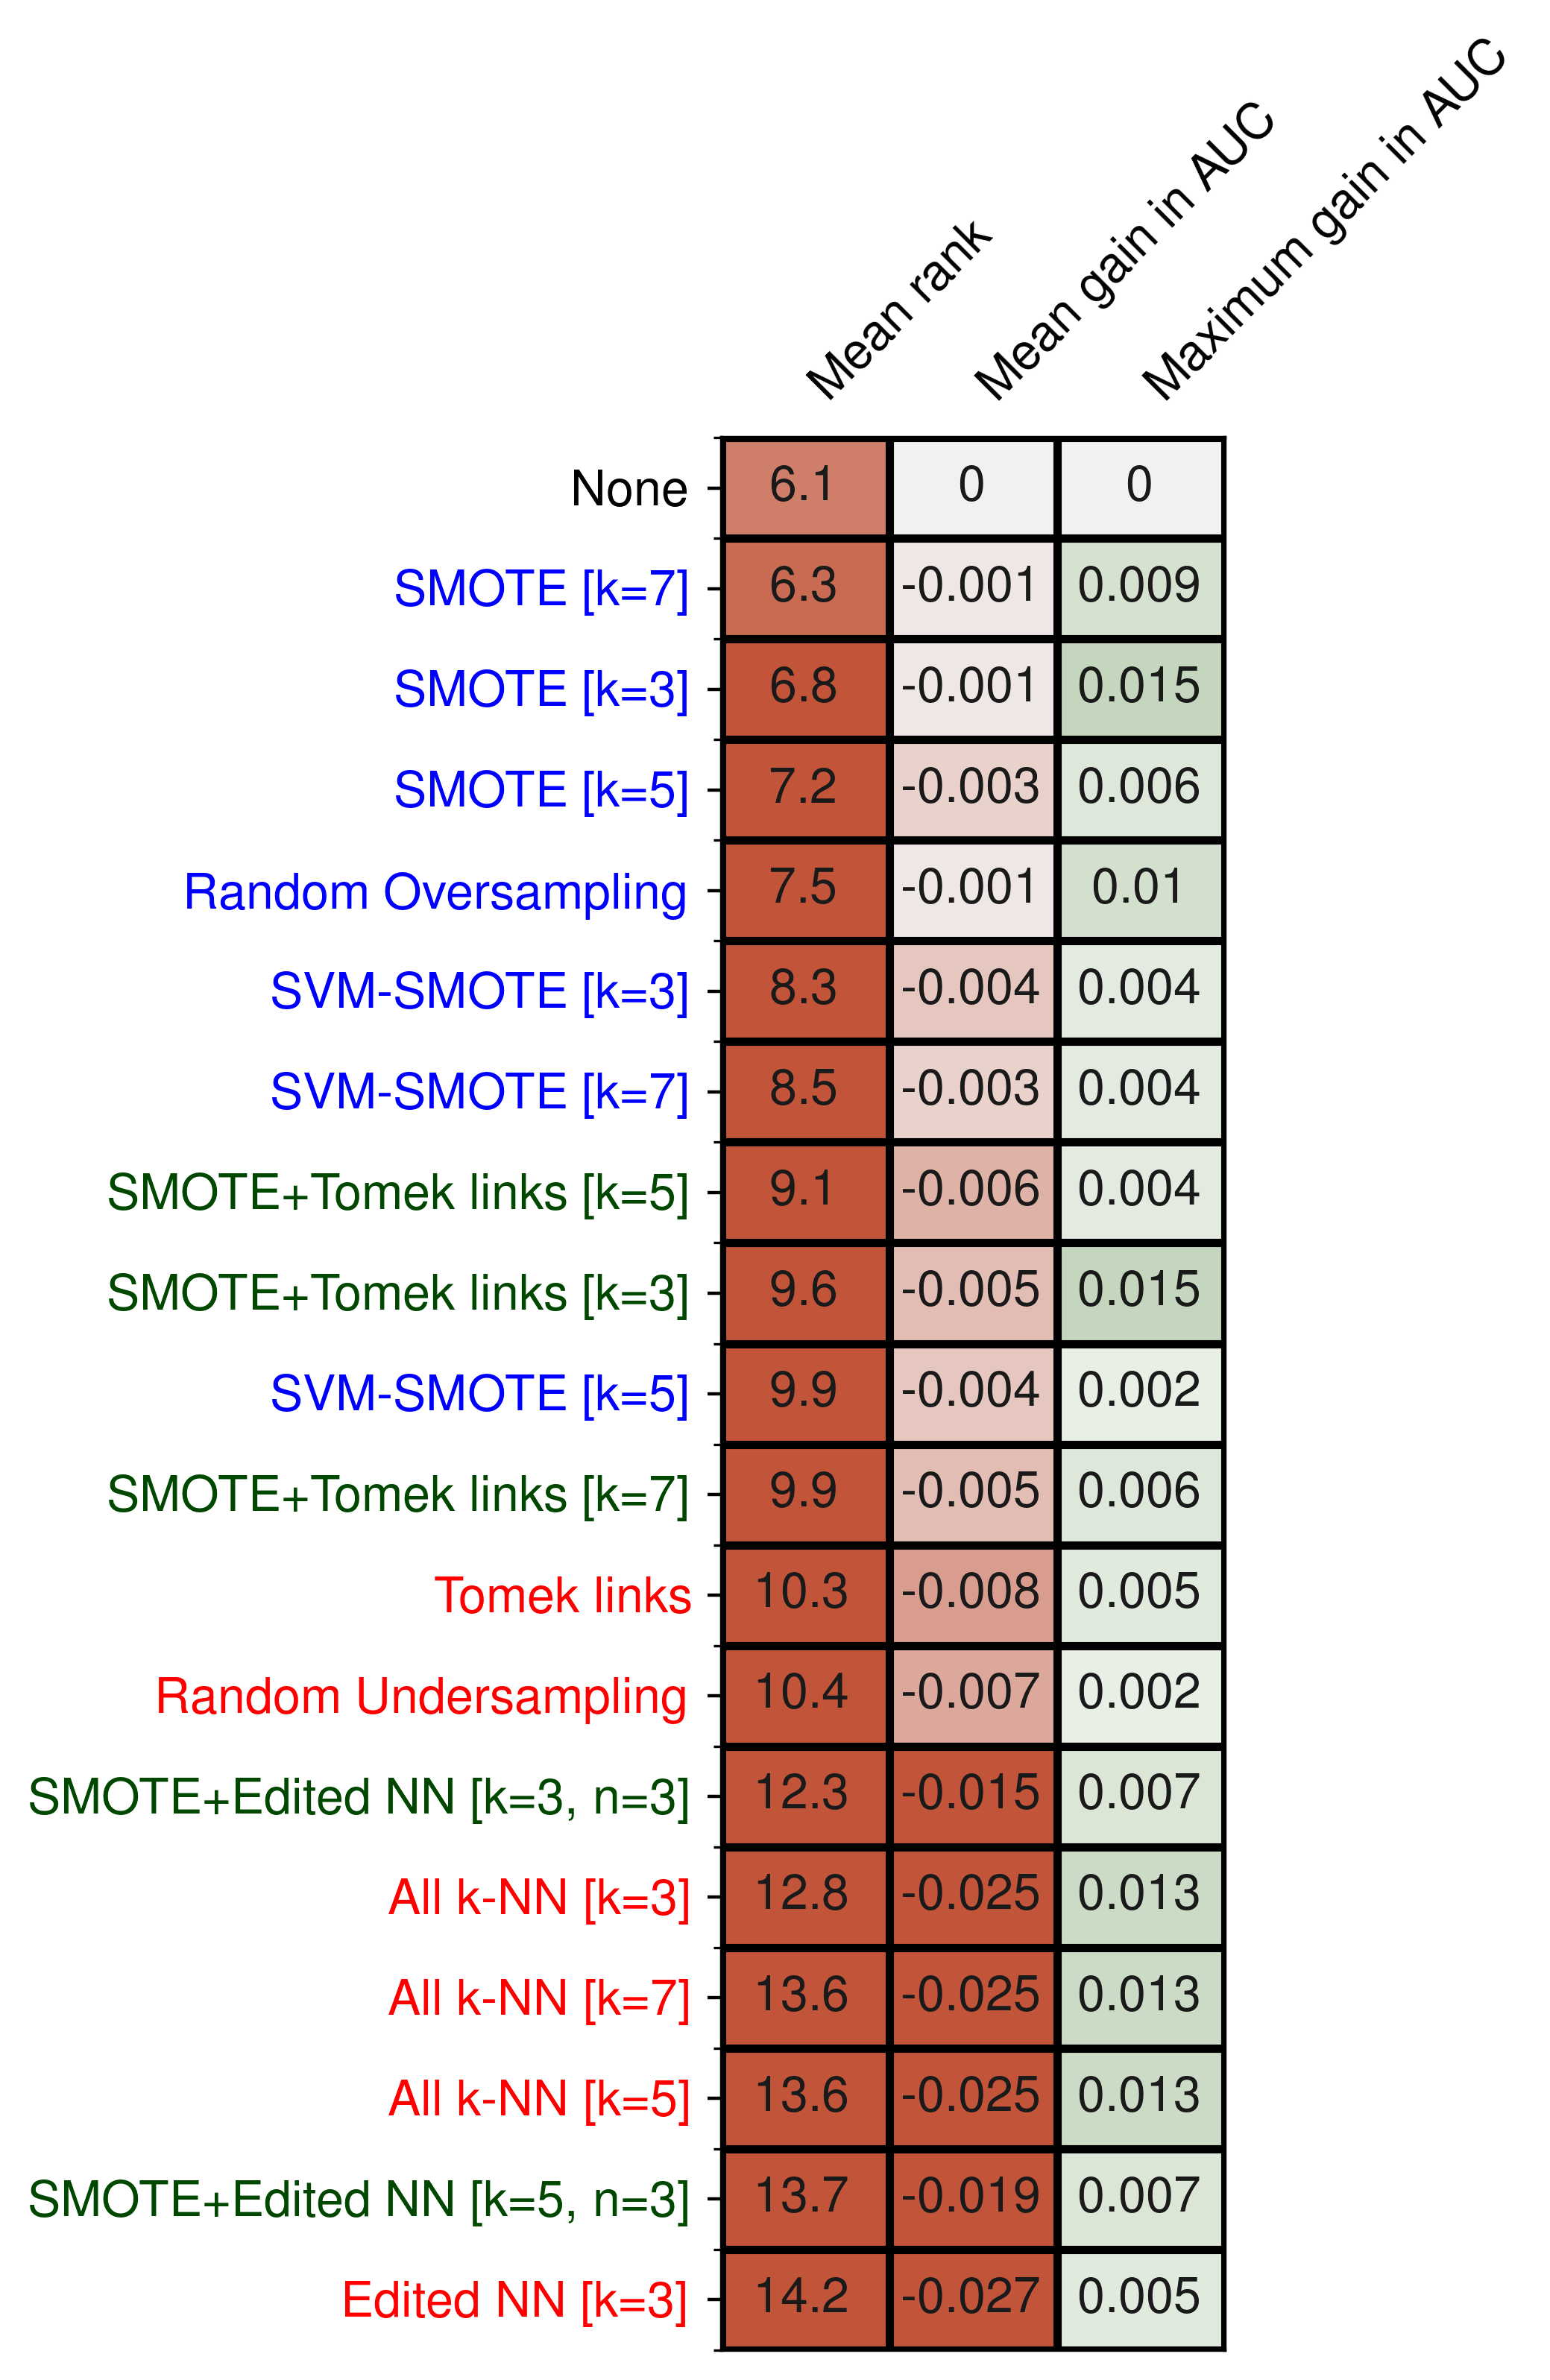 Mean rank
Mean gain in AUC
Maximum gain in AUC
None 6.1 0 0
SMOTE [k=7] 6.3 -0.001 0.009
SMOTE [k=3] 6.8 -0.001 0.015
SMOTE [k=5] 7.2 -0.003 0.006
Random Oversampling 7.5 -0.001 0.01
SVM-SMOTE [k=3] 8.3 -0.004 0.004
SVM-SMOTE [k=7] 8.5 -0.003 0.004
SMOTE+Tomek links [k=5] 9.1 -0.006 0.004
SMOTE+Tomek links [k=3] 9.6 -0.005 0.015
SVM-SMOTE [k=5] 9.9 -0.004 0.002
SMOTE+Tomek links [k=7] 9.9 -0.005 0.006
Tomek links 10.3 -0.008 0.005
Random Undersampling 10.4 -0.007 0.002
SMOTE+Edited NN [k=3, n=3] 12.3 -0.015 0.007
All k-NN [k=3] 12.8 -0.025 0.013
All k-NN [k=7] 13.6 -0.025 0.013
All k-NN [k=5] 13.6 -0.025 0.013
SMOTE+Edited NN [k=5, n=3] 13.7 -0.019 0.007
Edited NN [k=3] 14.2 -0.027 0.005